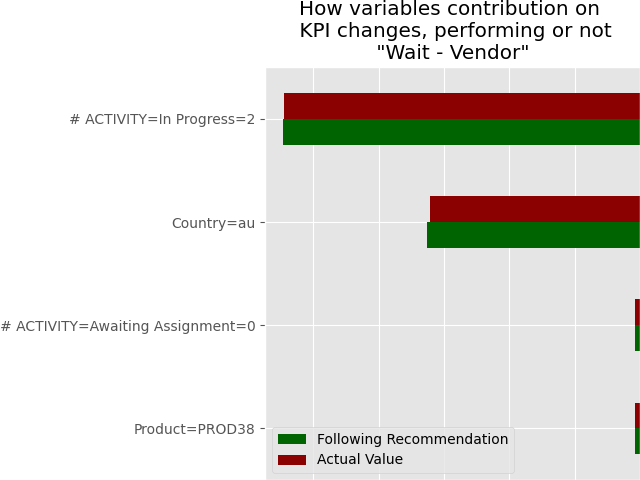 How variables contribution on
KPI changes, performing or not
"Wait - Vendor"
# ACTIVITY=In Progress=2
Country=au
# ACTIVITY=Awaiting Assignment=0
Product=PROD38
Following Recommendation
Actual Value